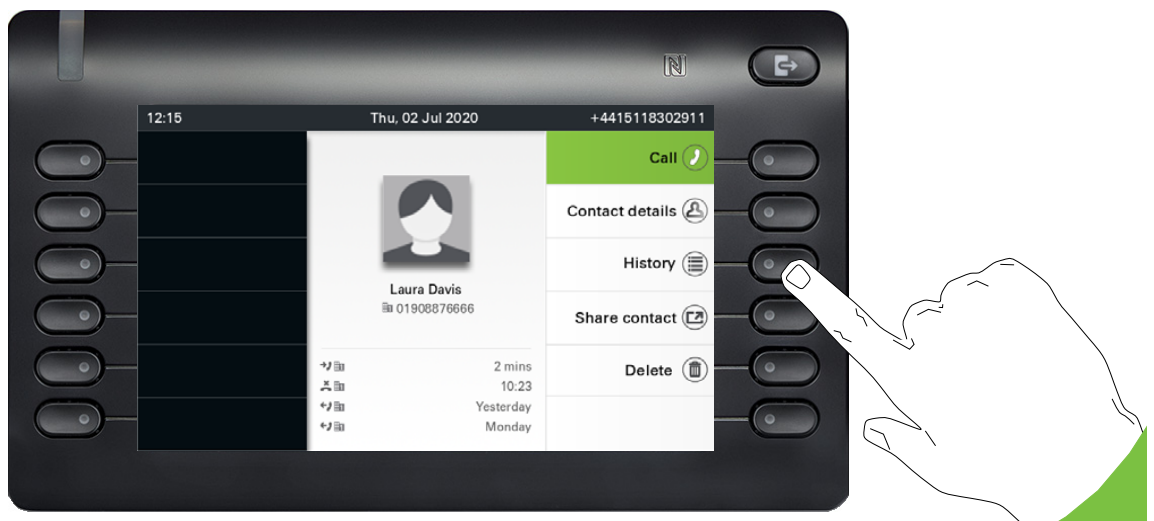 12:15 Thu, 02 Jul 2020 +4415118302911
Call
Contact details
Laura Davis
01908876666
History
Share contact
Delete
2 mins
10:23
Yesterday
Monday